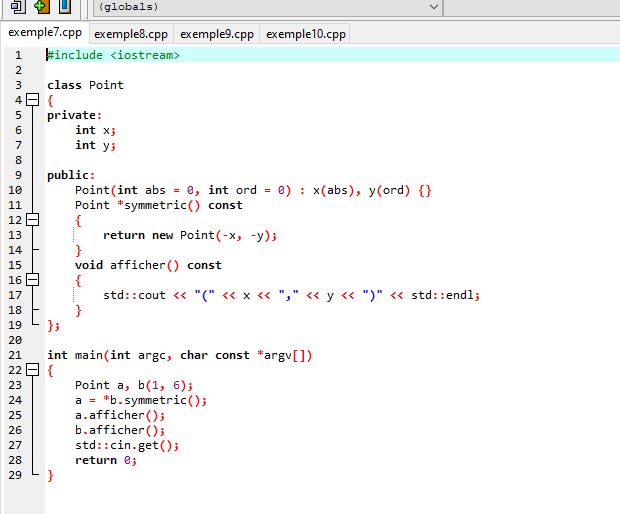 (globals)
exemple7.cpp exemple8.cpp exemple9.cpp exemple10.cpp
1 #include <iostream>
2
3 class Point
4 {
5 private:
6 int x;
7 int y;
8
9 public:
10 Point(int abs = 0, int ord = 0) : x(abs), y(ord) {}
11 Point *symmetric() const
12 {
13 return new Point(-x, -y);
14 }
15 void afficher() const
16 {
17 std::cout << "(" << x << "," << y << ")" << std::endl;
18 }
19 };
20
21 int main(int argc, char const *argv[])
22 {
23 Point a, b(1, 6);
24 a = *b.symmetric();
25 a.afficher();
26 b.afficher();
27 std::cin.get();
28 return 0;
29 }